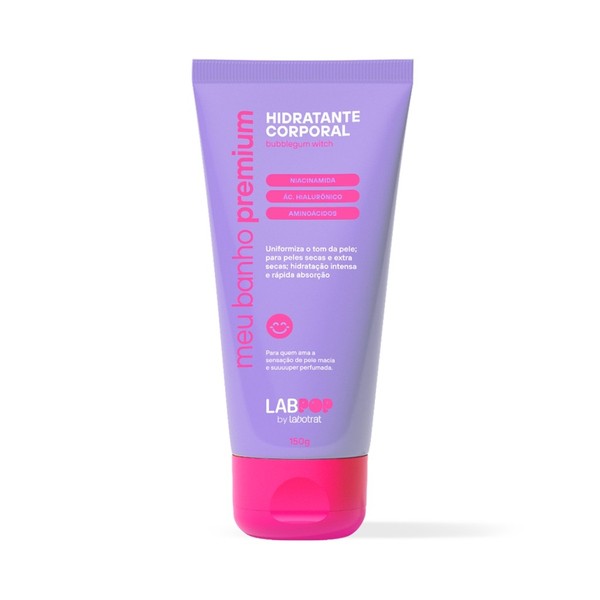 meu banho premium
HIDRATANTE
CORPORAL
bubblegum witch
NIACINAMIDA
ÁC. HIALURÔNICO
AMINOÁCIDOS
Uniformiza o tom da pele;
para peles secas e extra
secas; hidratação intensa
e rápida absorção
Para quem ama a
sensação de pele macia
e suuuuper perfumada.
LABPOP
by labotrat
150g